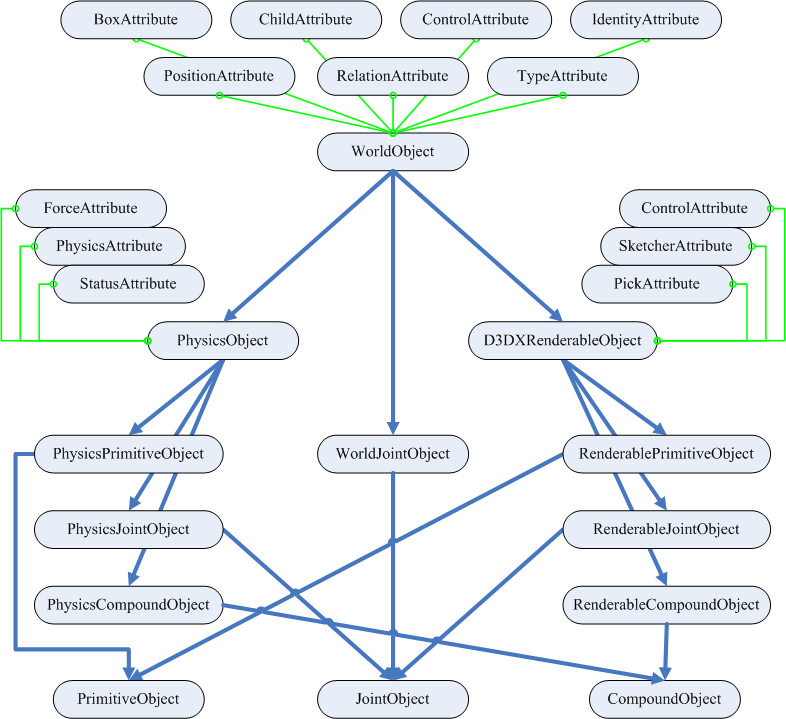 BoxAttribute
ChildAttribute
ControlAttribute
IdentityAttribute
PositionAttribute
RelationAttribute
TypeAttribute
WorldObject
ForceAttribute
ControlAttribute
PhysicsAttribute
SketcherAttribute
StatusAttribute
PickAttribute
PhysicsObject
D3DXRenderableObject
PhysicsPrimitiveObject
WorldJointObject
RenderablePrimitiveObject
PhysicsJointObject
RenderableJointObject
PhysicsCompoundObject
RenderableCompoundObject
PrimitiveObject
JointObject
CompoundObject